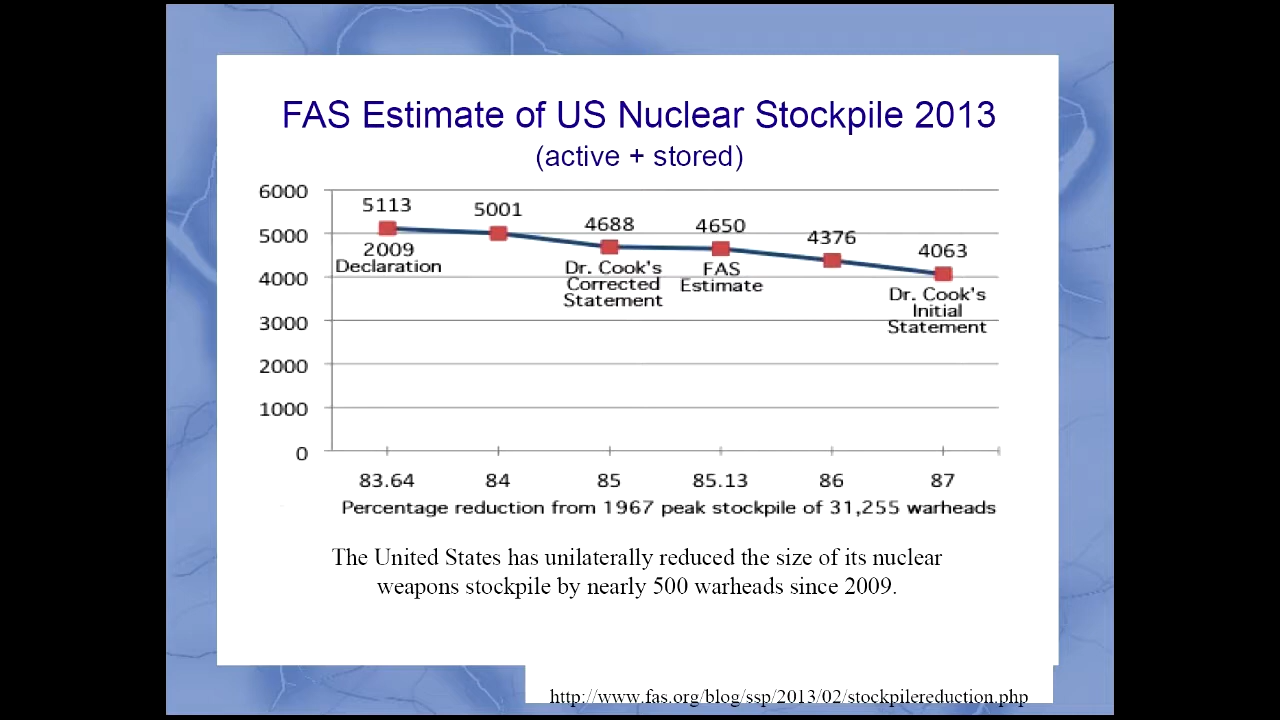 FAS Estimate of US Nuclear Stockpile 2013
(active + stored)
6000
5000
4000
3000
2000
1000
0
5113
2009
Declaration
5001
4688
Dr. Cook's
Corrected
Statement
4650
FAS
Estimate
4376
4063
Dr. Cook's
Initial
Statement
83.64 84 85 85.13 86 87
Percentage reduction from 1967 peak stockpile of 31,255 warheads
The United States has unilaterally reduced the size of its nuclear
weapons stockpile by nearly 500 warheads since 2009.
http://www.fas.org/blog/ssp/2013/02/stockpilereduction.php